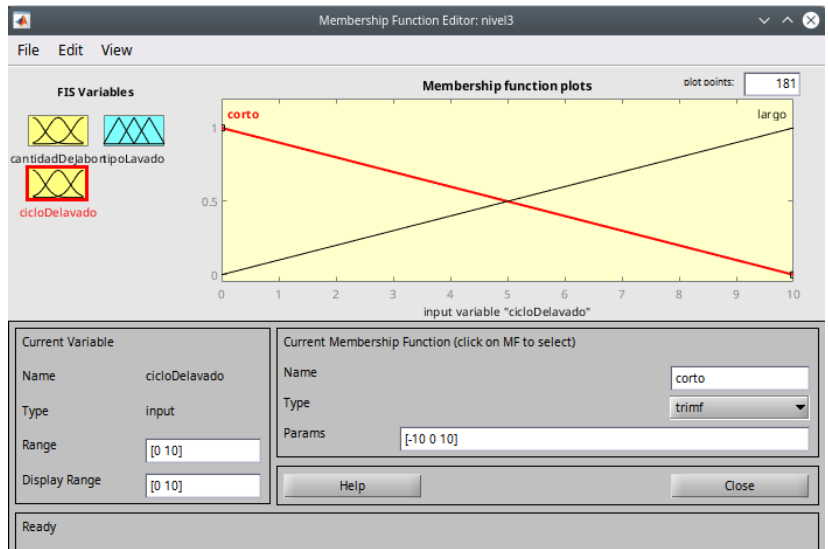 Membership Function Editor: nivel3
File Edit View
FIS Variables
cantidadDeJabon tipoLavado
cicloDelavado
Membership function plots
plot points: 181
corto
largo
1
0.5
0
0 1 2 3 4 5 6 7 8 9 10
input variable "cicloDelavado"
Current Variable
Name cicloDelavado
Type input
Range [0 10]
Display Range [0 10]
Current Membership Function (click on MF to select)
Name corto
Type trimf
Params [-10 0 10]
Help Close
Ready